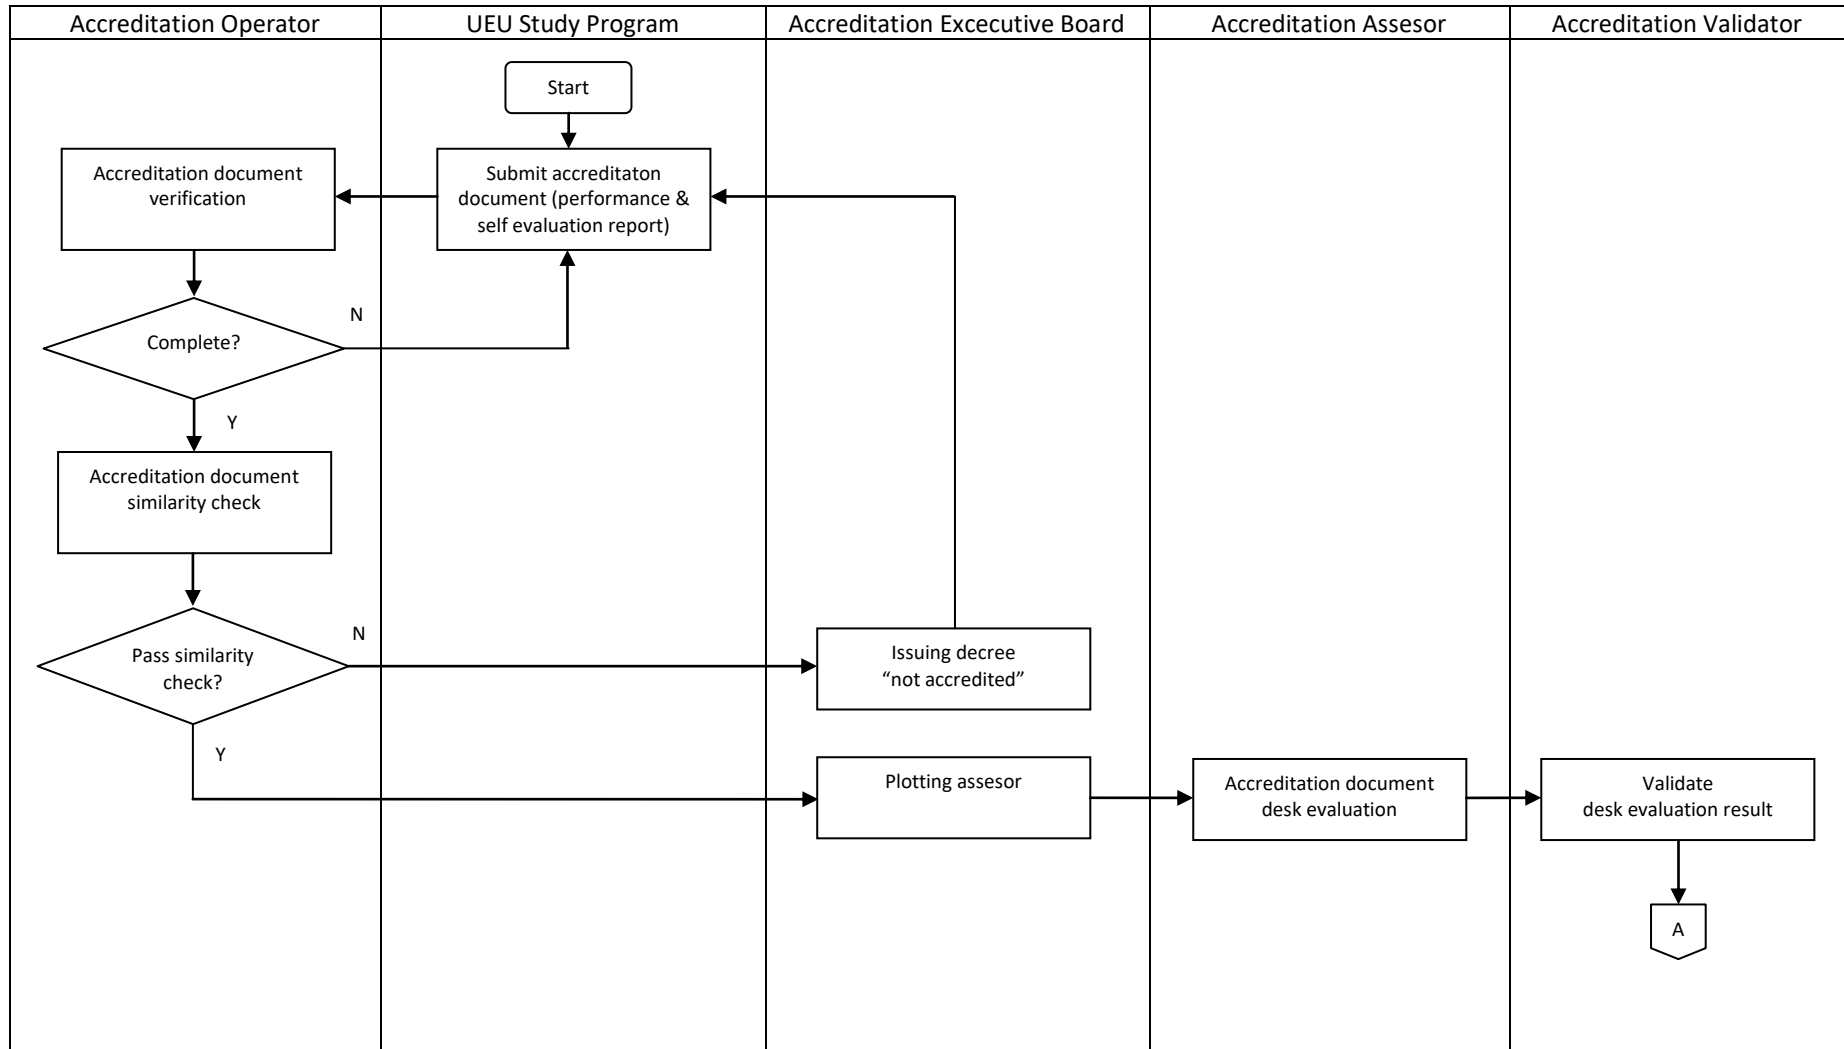 Accreditation Operator
UEU Study Program
Accreditation Excecutive Board
Accreditation Assesor
Accreditation Validator
Start
Accreditation document
verification
Submit accreditaton
document (performance &
self evaluation report)
N
Complete?
Y
Accreditation document
similarity check
N
Pass similarity
check?
Issuing decree
“not accredited”
Y
Plotting assesor
Accreditation document
desk evaluation
Validate
desk evaluation result
A